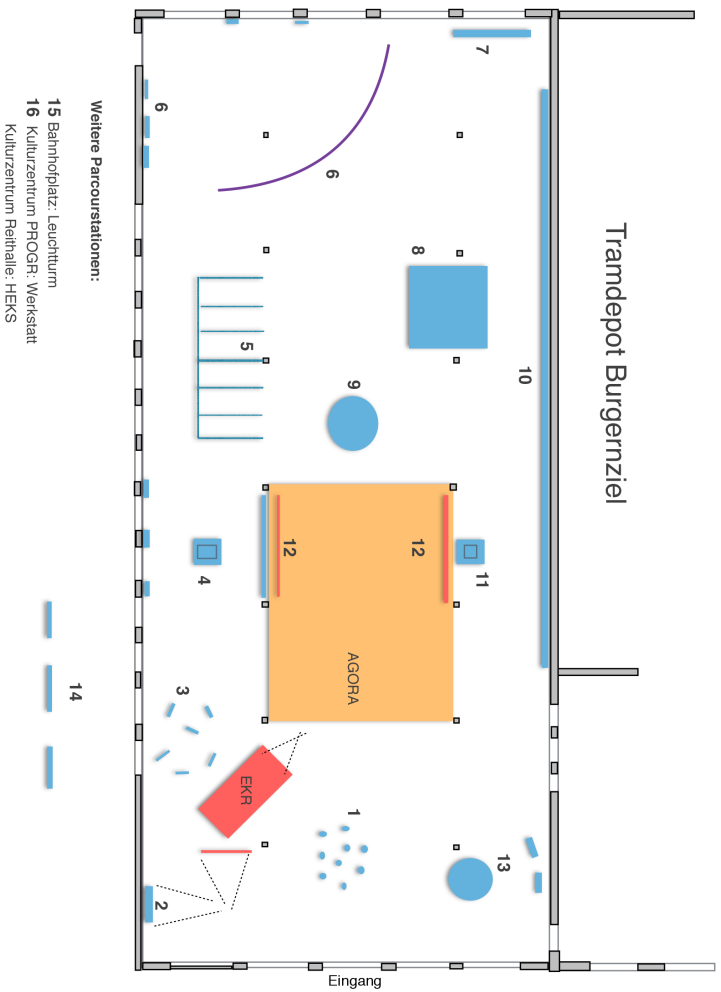 Tramdepot Burgernziel
7
6
6
8
5
9
10
12
12
11
4
AGORA
3
EKR
1
13
2
14
Eingang
Weitere Parcourstationen:
15 Bahnhofplatz: Leuchtturm
16 Kulturzentrum PROGR: Werkstatt
Kulturzentrum Reithalle: HEKS